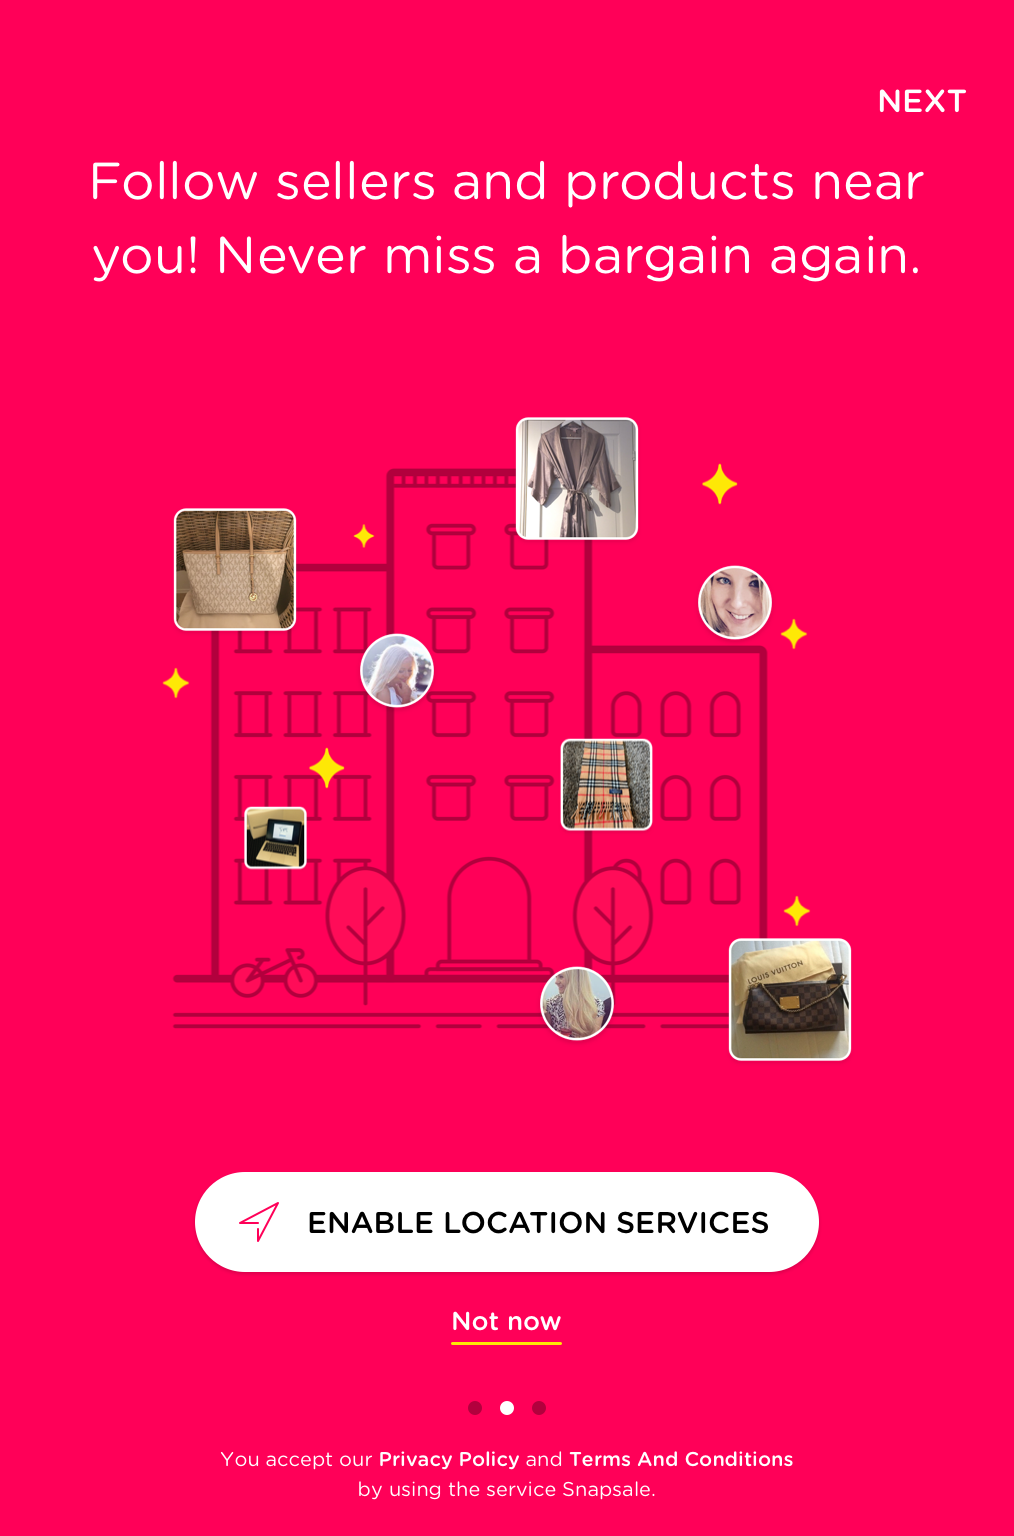 NEXT
Follow sellers and products near
you! Never miss a bargain again.
LOUIS VUITTON
ENABLE LOCATION SERVICES
Not now
You accept our Privacy Policy and Terms And Conditions
by using the service Snapsale.